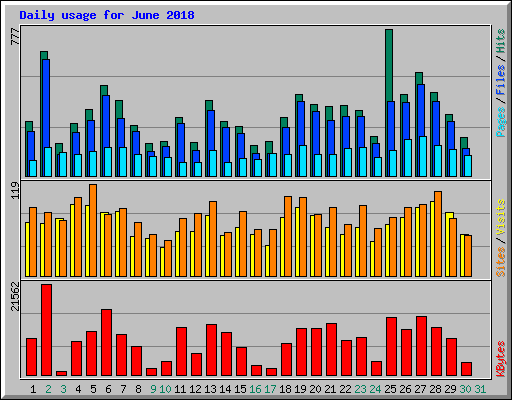 Daily usage for June 2018
777
Pages / Files / Hits
119
Sites / Visits
21562
KBytes
1 2 3 4 5 6 7 8 9 10 11 12 13 14 15 16 17 18 19 20 21 22 23 24 25 26 27 28 29 30 31